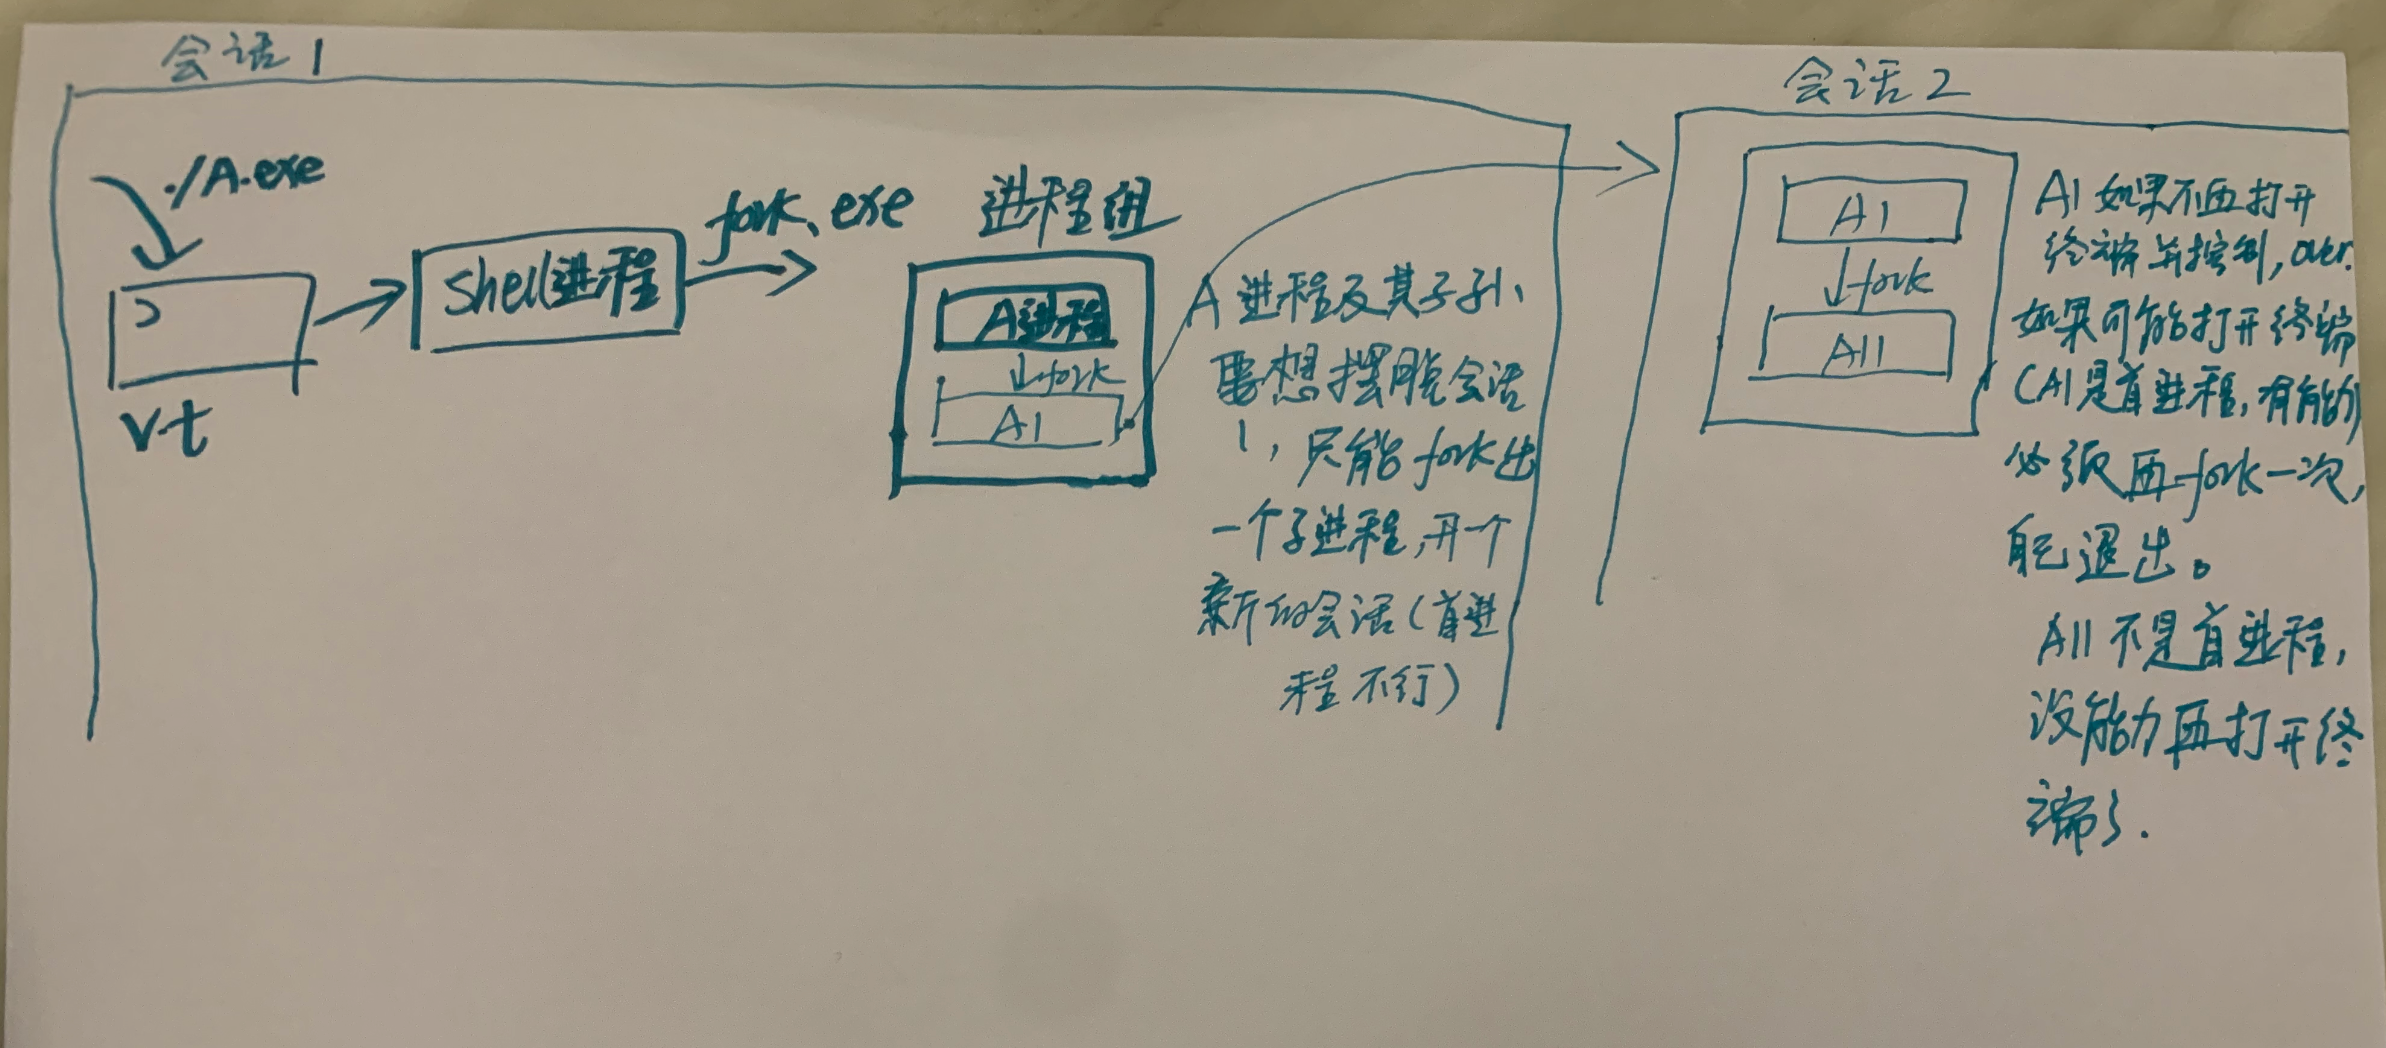 会话1
./A.exe
>
v.t
shell进程
fork、exe
进程组
A进程
fork
A1
A进程及其子孙、
要想摆脱会话
1,只能fork出
一个子进程,开一个
新的会话(首进
程不行)
会话2
A1
fork
A11
A1如果不再打开
终端并控制,over.
如果可能打开终端
(A1是首进程,有能力)
必须再fork一次,
自己退出。
A11不是首进程,
没能力再打开终
端了.